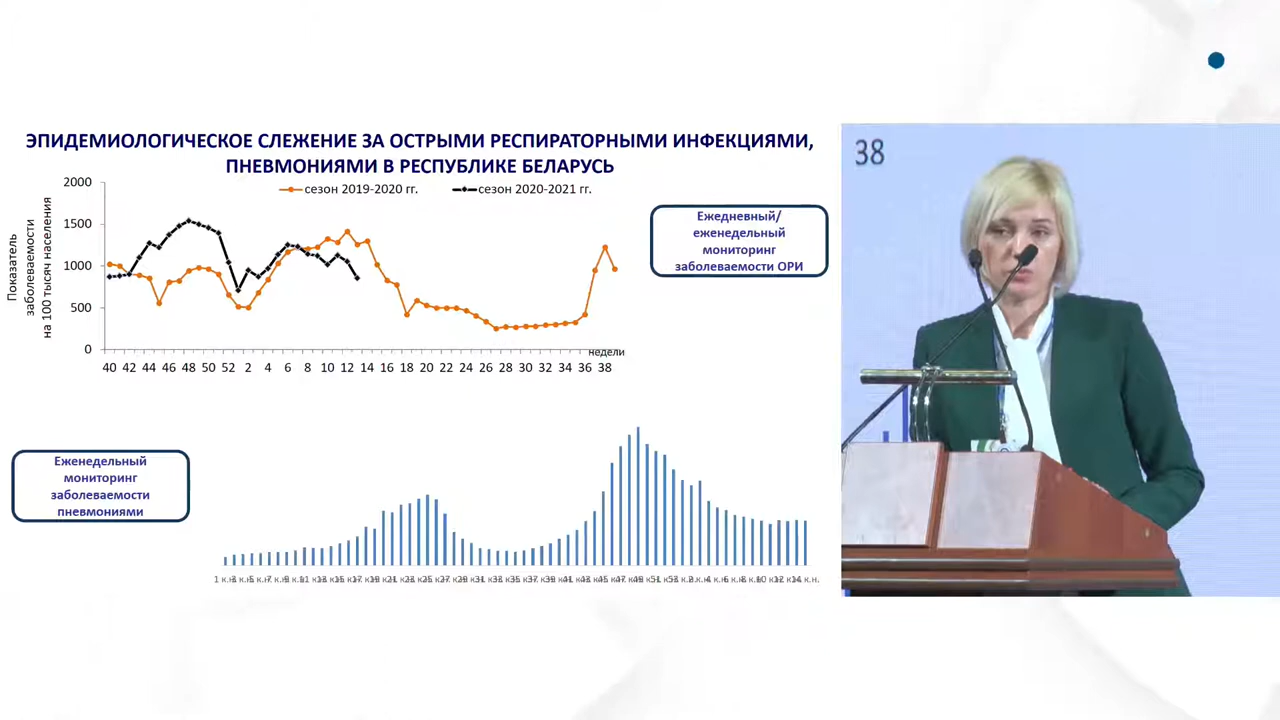 ЭПИДЕМИОЛОГИЧЕСКОЕ СЛЕЖЕНИЕ ЗА ОСТРЫМИ РЕСПИРАТОРНЫМИ ИНФЕКЦИЯМИ,
ПНЕВМОНИЯМИ В РЕСПУБЛИКЕ БЕЛАРУСЬ
38
Показатель
заболеваемости
на 100 тысяч населения
2000
1500
1000
500
0
сезон 2019-2020 гг.
сезон 2020-2021 гг.
недели
40 42 44 46 48 50 52 2 4 6 8 10 12 14 16 18 20 22 24 26 28 30 32 34 36 38
Ежедневный/
еженедельный
мониторинг
заболеваемости ОРИ
Еженедельный
мониторинг
заболеваемости
пневмониями